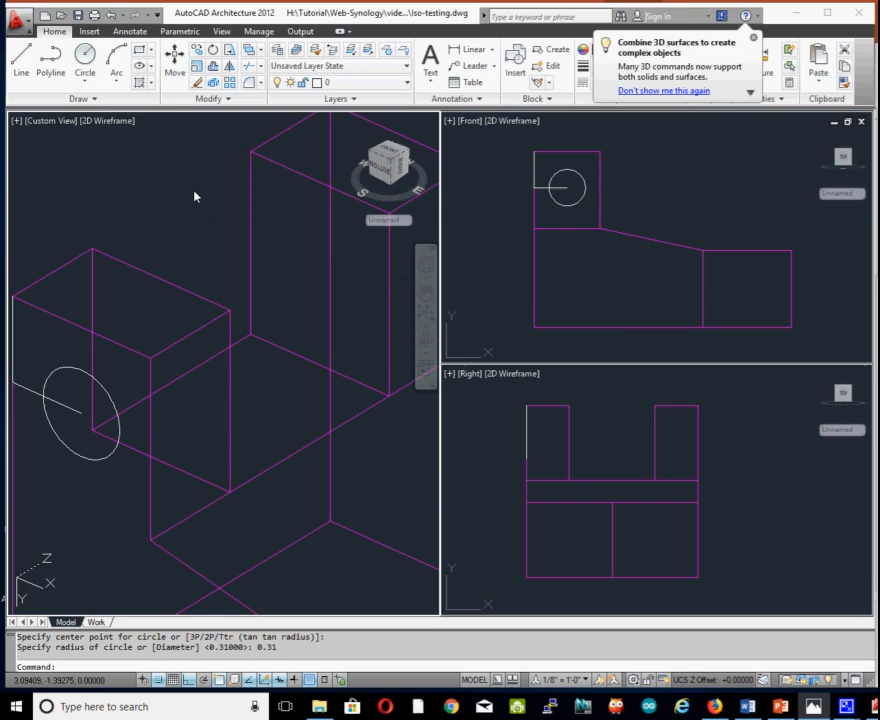 AutoCAD Architecture 2012 H:\Tutorial\Web-Synology\vide...\Iso-testing.dwg
Type a keyword or phrase
Sign In
Home Insert Annotate Parametric View Manage Output
Line Polyline Circle Arc
Move
Unsaved Layer State
0
Text
Linear
Leader
Table
Insert
Create
Edit
Paste
Draw Modify Layers Annotation Block Clipboard
Combine 3D surfaces to create
complex objects
Many 3D commands now support
both solids and surfaces.
Don't show me this again
[+] [Custom View] [2D Wireframe]
[+] [Front] [2D Wireframe]
BOTTOM
S E
Unnamed
Unnamed
Y
X
[+] [Right] [2D Wireframe]
Unnamed
Z
X
Y
Y
X
Model Work
Specify center point for circle or [3P/2P/Ttr (tan tan radius)]:
Specify radius of circle or [Diameter] <0.31000>: 0.31
Command:
3.09409, -1.39275, 0.00000
MODEL
1/8" = 1'-0"
UCS Z Offset: +0.00000
Type here to search